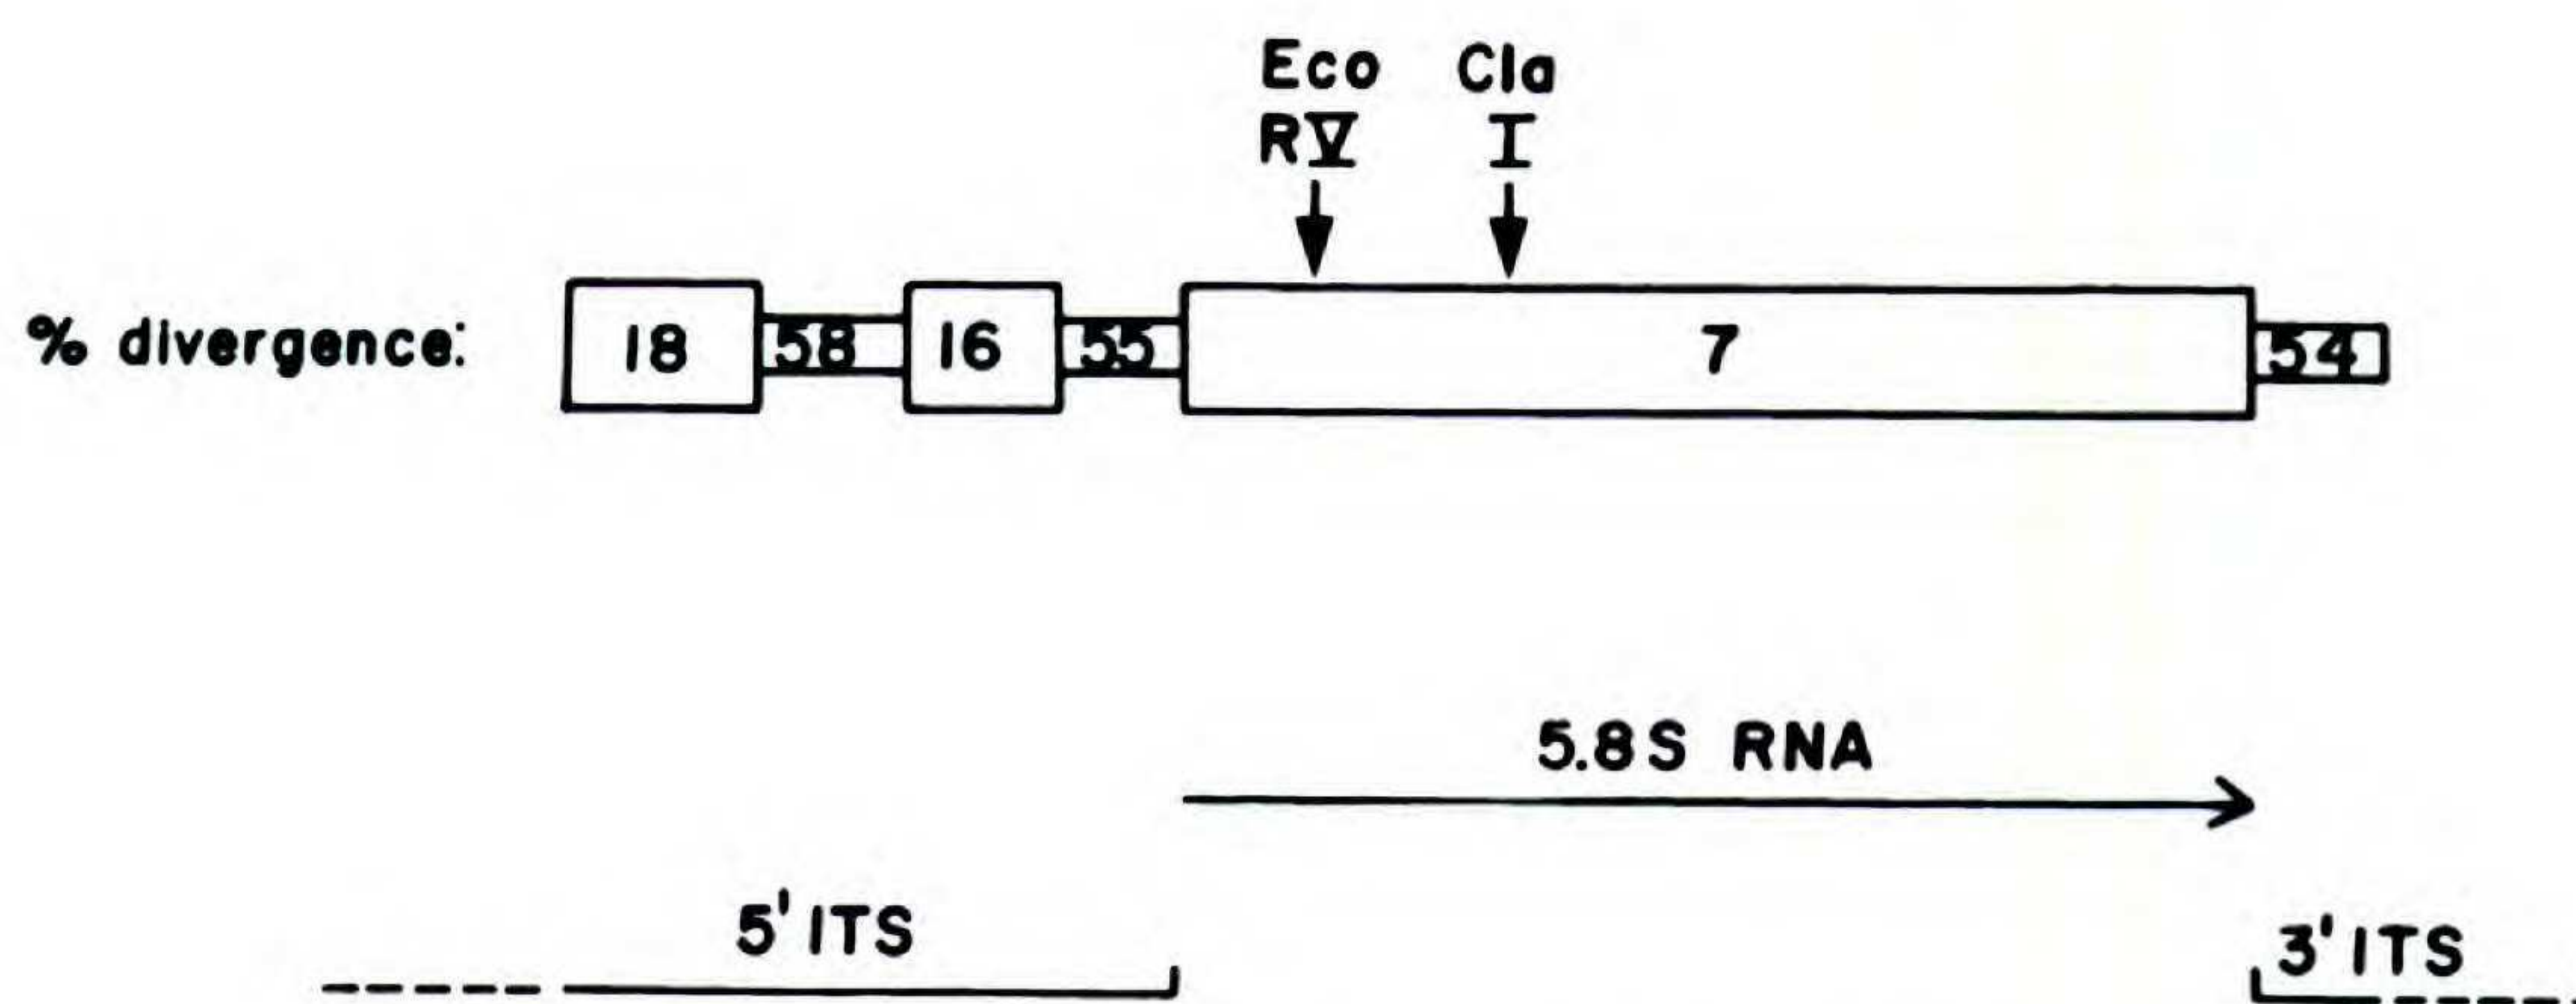 Eco Cla
RV I
% divergence: 18 58 16 55 7 54
5.8S RNA
5' ITS
3' ITS